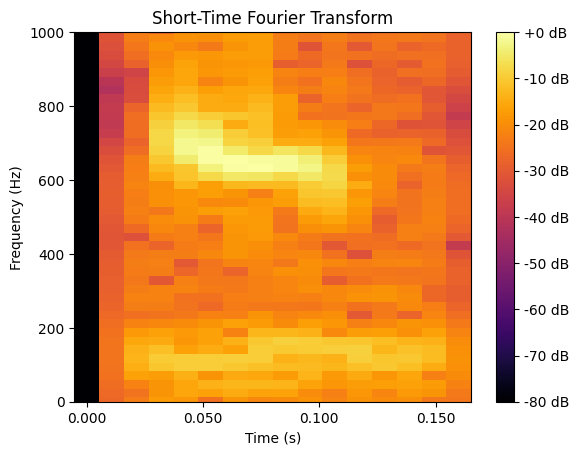 Short-Time Fourier Transform
Frequency (Hz)
1000
800
600
400
200
0
0.000
0.050
0.100
0.150
Time (s)
+0 dB
-10 dB
-20 dB
-30 dB
-40 dB
-50 dB
-60 dB
-70 dB
-80 dB